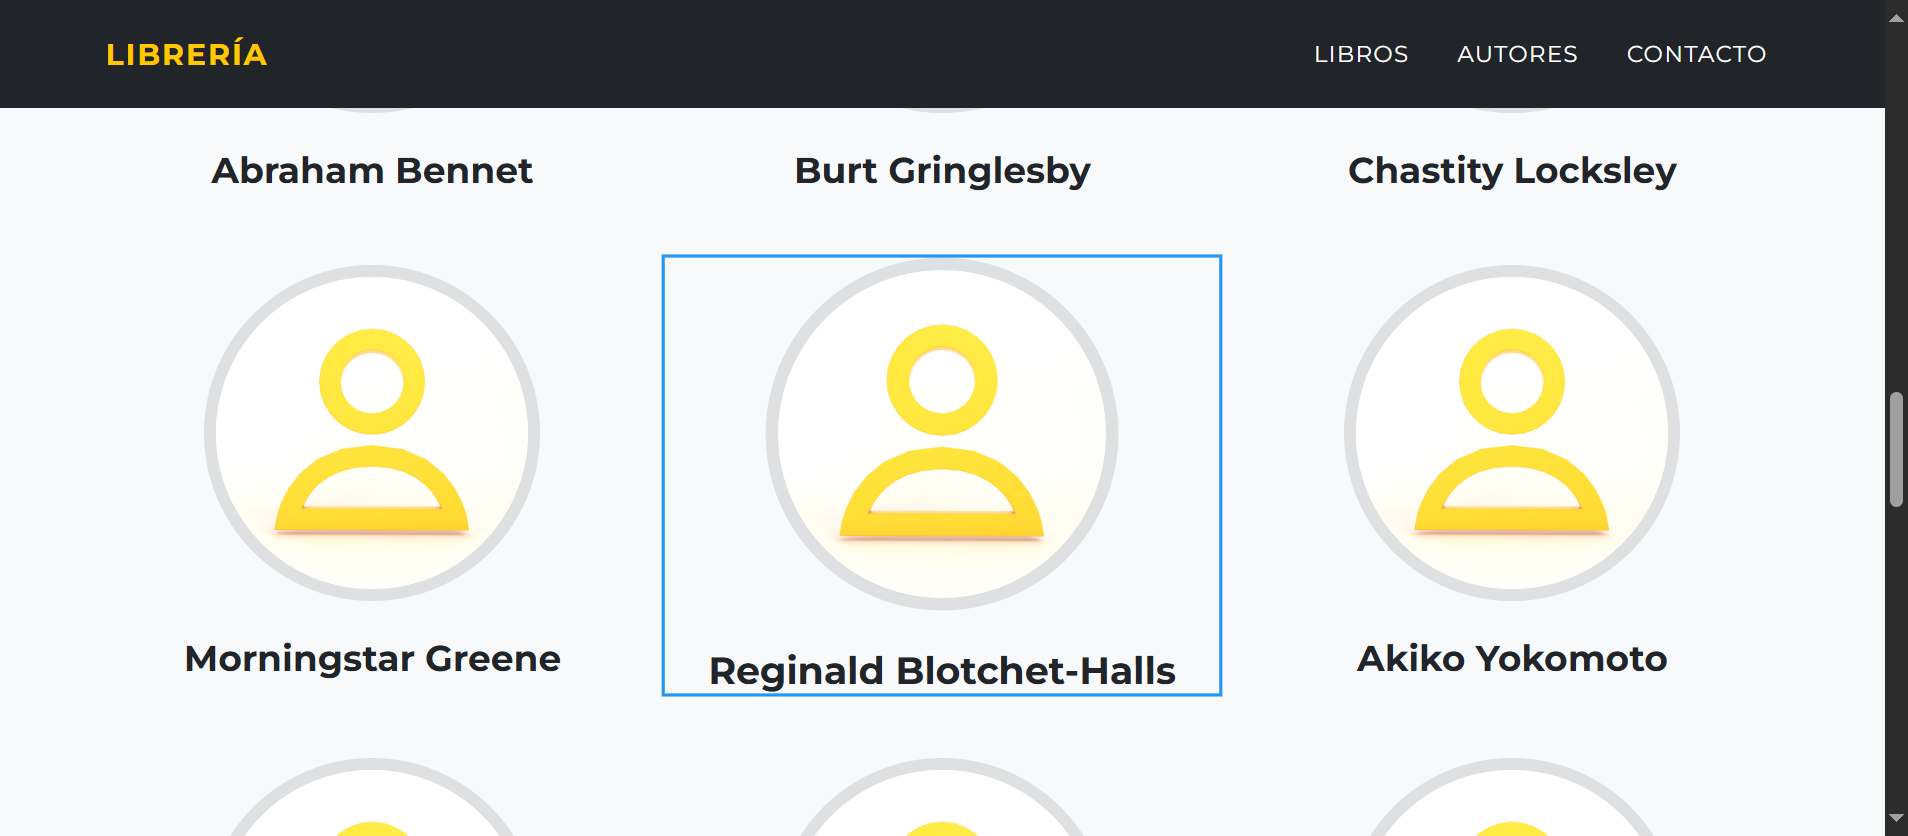 LIBRERÍA
LIBROS AUTORES CONTACTO
Abraham Bennet
Burt Gringlesby
Chastity Locksley
Morningstar Greene
Reginald Blotchet-Halls
Akiko Yokomoto